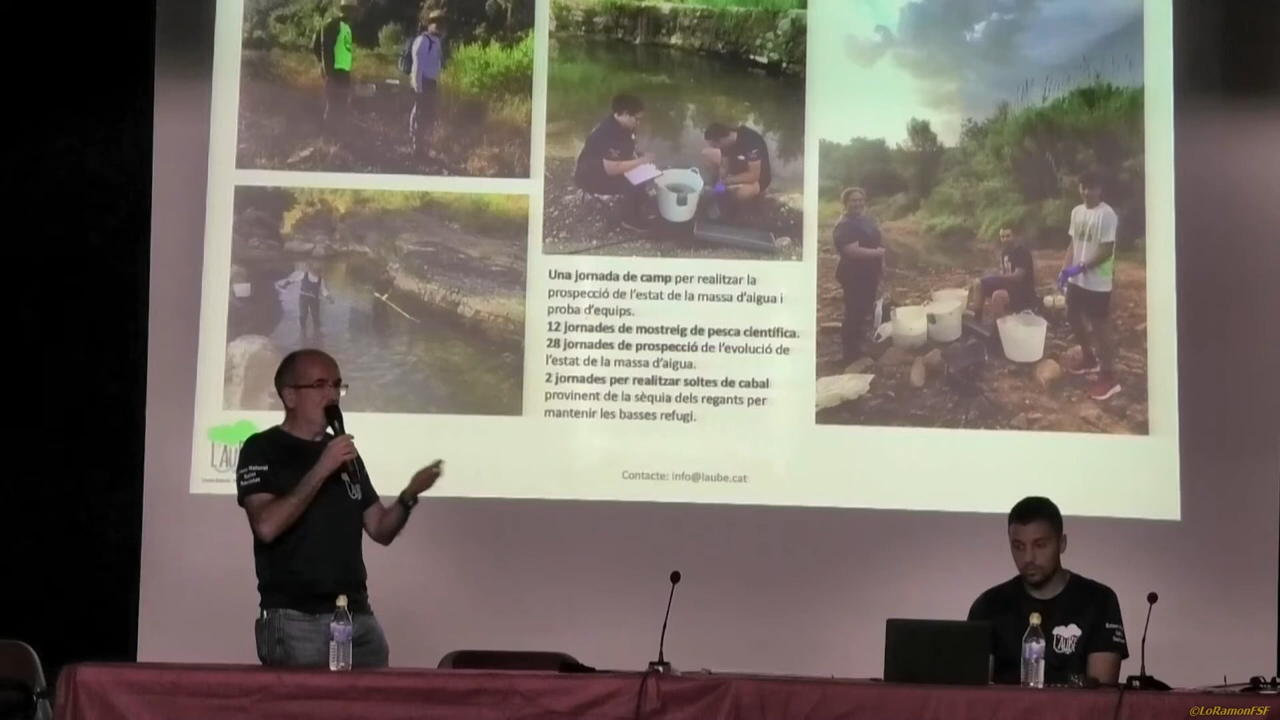 Una jornada de camp per realitzar la
prospecció de l'estat de la massa d'aigua i
proba d'equips.
12 jornades de mostreig de pesca científica.
28 jornades de prospecció de l'evolució de
l'estat de la massa d'aigua.
2 jornades per realitzar soltes de cabal
provinent de la sèquia dels regants per
mantenir les basses refugi.
Contacte: info@laube.cat
L'AUBE
©LoRamonFSF